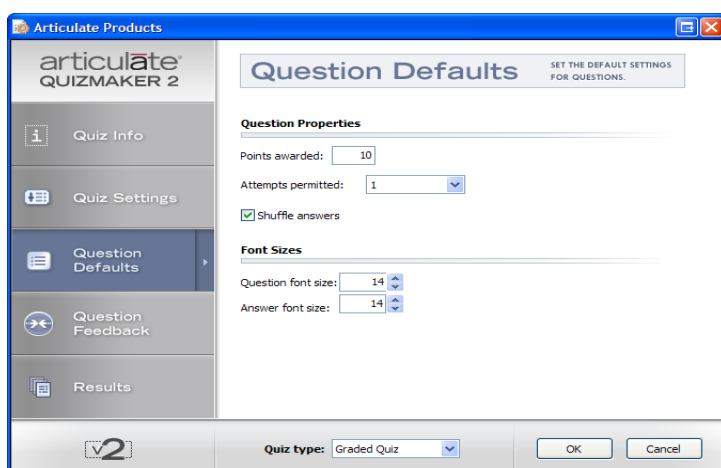 Articulate Products
articulāte®
QUIZMAKER 2
Question Defaults
SET THE DEFAULT SETTINGS
FOR QUESTIONS.
i
Quiz Info
Quiz Settings
Question
Defaults
Question
Feedback
Results
Question Properties
Points awarded: 10
Attempts permitted: 1
Shuffle answers
Font Sizes
Question font size: 14
Answer font size: 14
v2
Quiz type: Graded Quiz
OK
Cancel